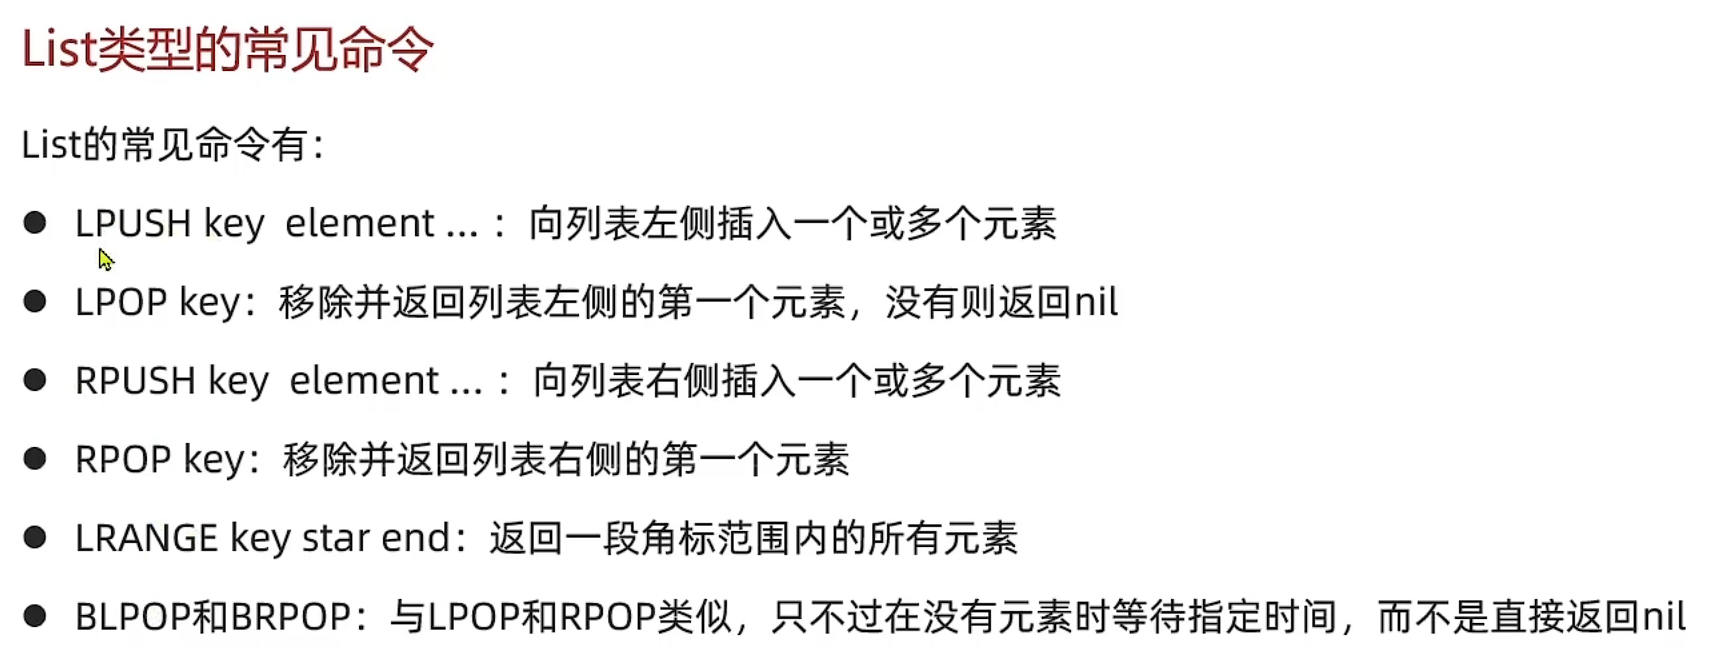 List类型的常见命令
List的常见命令有：
● LPUSH key  element ... ：向列表左侧插入一个或多个元素
● LPOP key：移除并返回列表左侧的第一个元素，没有则返回nil
● RPUSH key  element ... ：向列表右侧插入一个或多个元素
● RPOP key：移除并返回列表右侧的第一个元素
● LRANGE key star end：返回一段角标范围内的所有元素
● BLPOP和BRPOP：与LPOP和RPOP类似，只不过在没有元素时等待指定时间，而不是直接返回nil